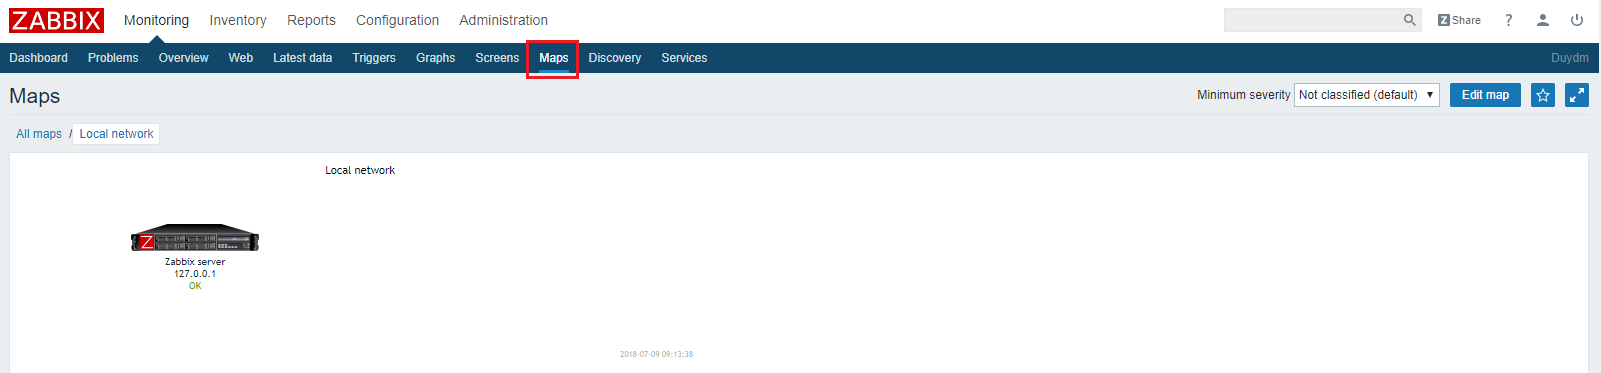 ZABBIX Monitoring Inventory Reports Configuration Administration Z Share ?
Dashboard Problems Overview Web Latest data Triggers Graphs Screens Maps Discovery Services Duydm
Maps Minimum severity Not classified (default) Edit map
All maps / Local network
Local network
Z
Zabbix server
127.0.0.1
OK
2018-07-09 09:13:38